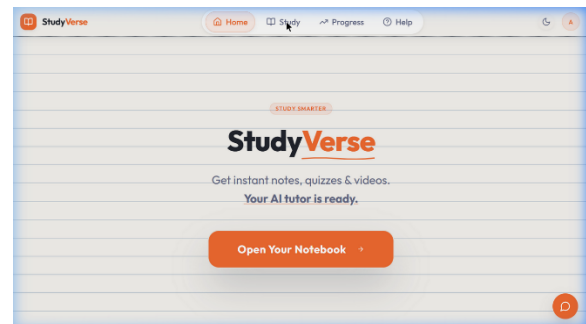 StudyVerse
Home Study Progress Help
A
STUDY SMARTER
StudyVerse
Get instant notes, quizzes & videos.
Your AI tutor is ready.
Open Your Notebook →